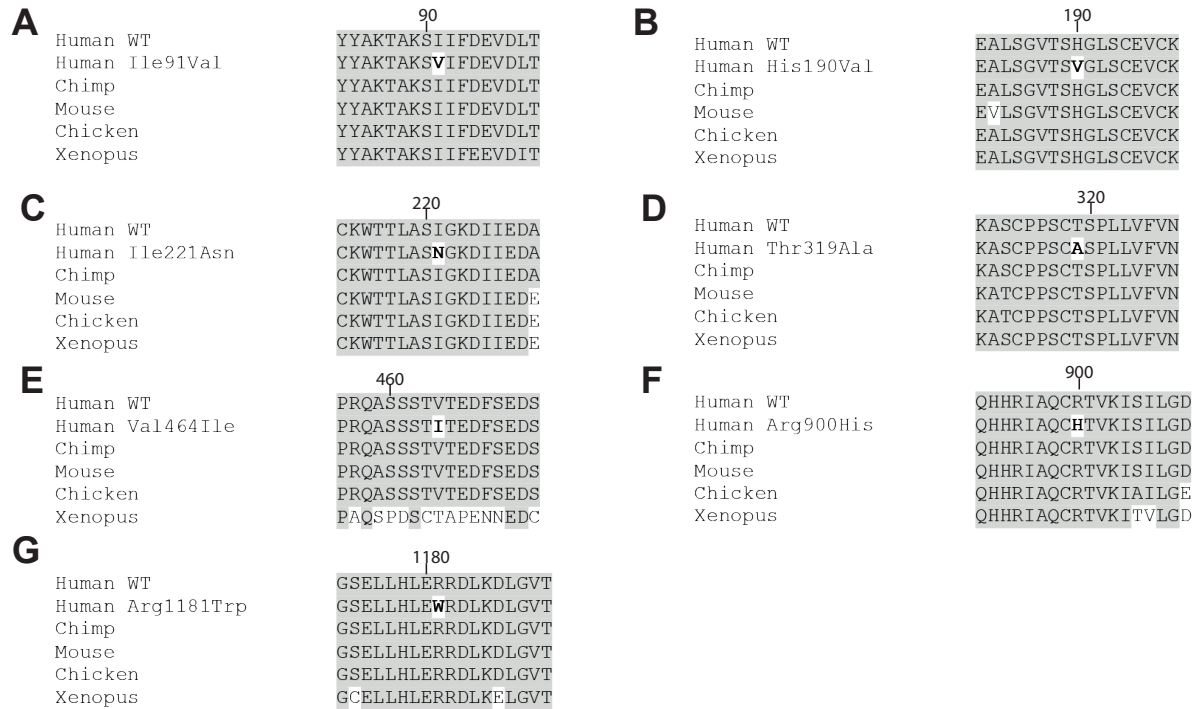 A
90
Human WT YYAKTAKSIIFDEVDLT
Human Ile91Val YYAKTAKSVIFDEVDLT
Chimp YYAKTAKSIIFDEVDLT
Mouse YYAKTAKSIIFDEVDLT
Chicken YYAKTAKSIIFDEVDLT
Xenopus YYAKTAKSIIFEEVDIT
B
190
Human WT EALSGVTSHGLSCEVCK
Human His190Val EALSGVTSVGLSCEVCK
Chimp EALSGVTSHGLSCEVCK
Mouse EVLSGVTSHGLSCEVCK
Chicken EALSGVTSHGLSCEVCK
Xenopus EALSGVTSHGLSCEVCK
C
220
Human WT CKWTTLASIGKDIIEDA
Human Ile221Asn CKWTTLASNGKDIIEDA
Chimp CKWTTLASIGKDIIEDA
Mouse CKWTTLASIGKDIIEDE
Chicken CKWTTLASIGKDIIEDE
Xenopus CKWTTLASIGKDIIEDE
D
320
Human WT KASCPPSCTSPLLVFVN
Human Thr319Ala KASCPPSCASPLLVFVN
Chimp KASCPPSCTSPLLVFVN
Mouse KATCPPSCTSPLLVFVN
Chicken KATCPPSCTSPLLVFVN
Xenopus KASCPPSCTSPLLVFVN
E
460
Human WT PRQASSSTVTEDFSEDS
Human Val464Ile PRQASSSTITEDFSEDS
Chimp PRQASSSTVTEDFSEDS
Mouse PRQASSSTVTEDFSEDS
Chicken PRQASSSTVTEDFSEDS
Xenopus PAQSPDSCTAPENNEDC
F
900
Human WT QHHRIAQCRTVKISILGD
Human Arg900His QHHRIAQCHTVKISILGD
Chimp QHHRIAQCRTVKISILGD
Mouse QHHRIAQCRTVKISILGD
Chicken QHHRIAQCRTVKIAILGE
Xenopus QHHRIAQCRTVKITVLGD
G
1180
Human WT GSELLHLERRDLKDLGVT
Human Arg1181Trp GSELLHLEWRDLKDLGVT
Chimp GSELLHLERRDLKDLGVT
Mouse GSELLHLERRDLKDLGVT
Chicken GSELLHLERRDLKDLGVT
Xenopus GCELLHLERRDLKELGVT